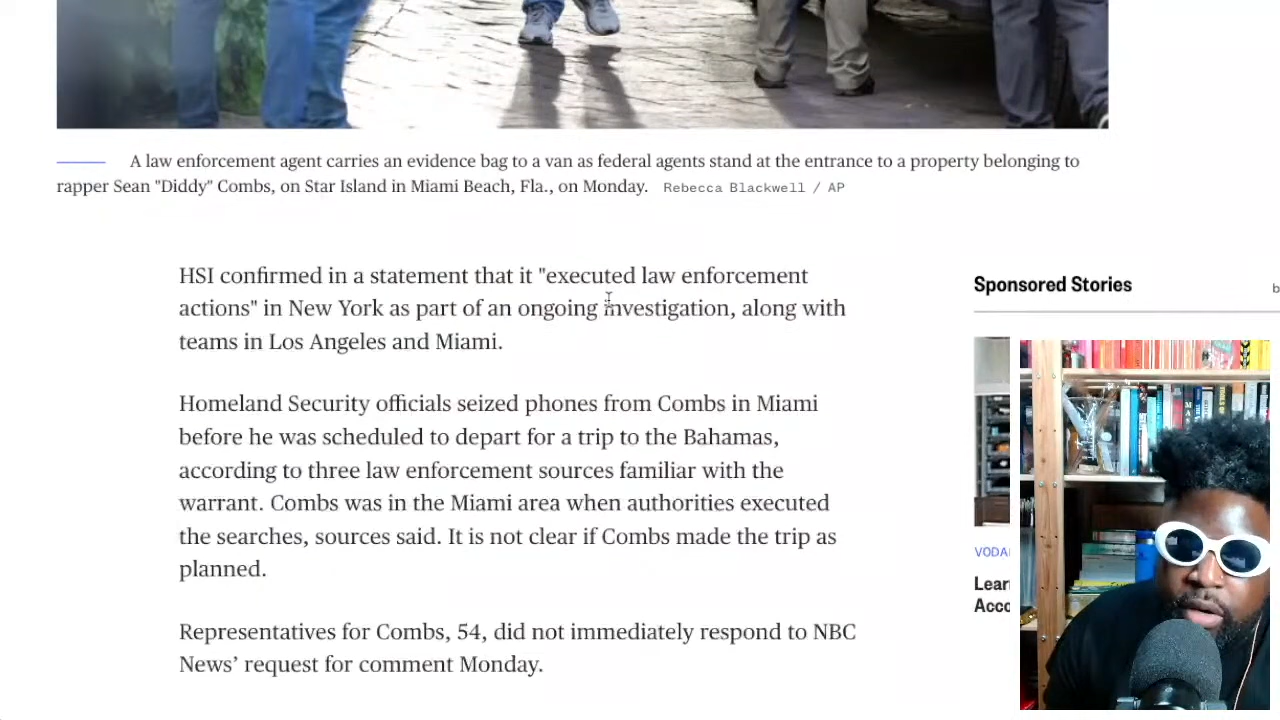 A law enforcement agent carries an evidence bag to a van as federal agents stand at the entrance to a property belonging to
rapper Sean "Diddy" Combs, on Star Island in Miami Beach, Fla., on Monday. Rebecca Blackwell / AP
HSI confirmed in a statement that it "executed law enforcement
actions" in New York as part of an ongoing investigation, along with
teams in Los Angeles and Miami.
Homeland Security officials seized phones from Combs in Miami
before he was scheduled to depart for a trip to the Bahamas,
according to three law enforcement sources familiar with the
warrant. Combs was in the Miami area when authorities executed
the searches, sources said. It is not clear if Combs made the trip as
planned.
Representatives for Combs, 54, did not immediately respond to NBC
News’ request for comment Monday.
Sponsored Stories